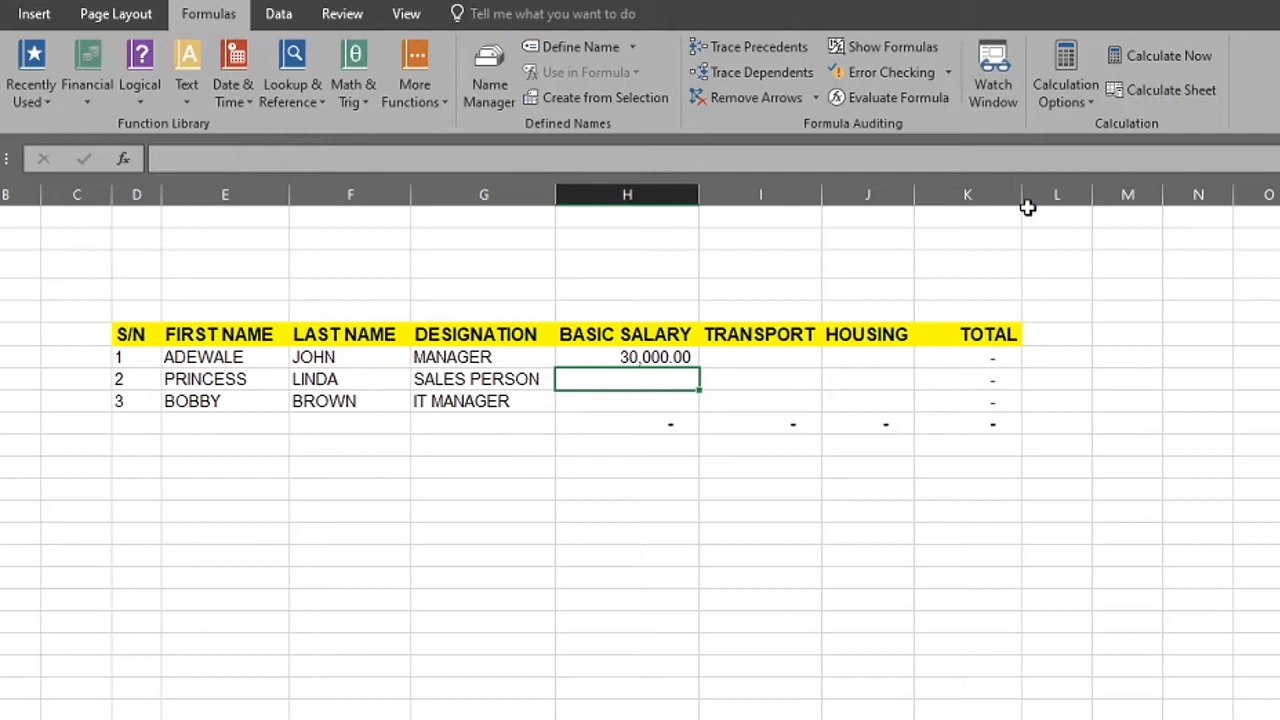 Insert Page Layout Formulas Data Review View Tell me what you want to do
Recently Used Financial Logical Text Date & Time Lookup & Reference Math & Trig More Functions
Function Library
Name Manager
Define Name
Use in Formula
Create from Selection
Defined Names
Trace Precedents Show Formulas
Trace Dependents Error Checking
Remove Arrows Evaluate Formula
Formula Auditing
Watch Window
Calculation Options
Calculate Now
Calculate Sheet
Calculation
fx
B C D E F G H I J K L M N O
S/N FIRST NAME LAST NAME DESIGNATION BASIC SALARY TRANSPORT HOUSING TOTAL
1 ADEWALE JOHN MANAGER 30,000.00 -
2 PRINCESS LINDA SALES PERSON -
3 BOBBY BROWN IT MANAGER -
- - - -